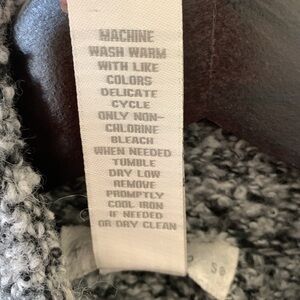 MACHINE
WASH WARM
WITH LIKE
COLORS
DELICATE
CYCLE
ONLY NON-
CHLORINE
BLEACH
WHEN NEEDED
TUMBLE
DRY LOW
REMOVE
PROMPTLY
COOL IRON
IF NEEDED
OR DRY CLEAN